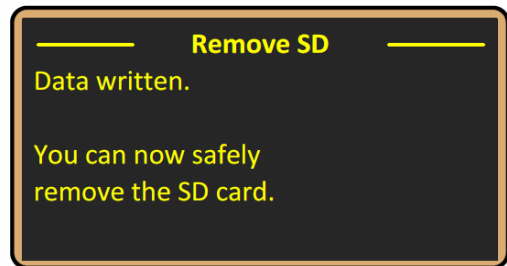 Remove SD
Data written.
You can now safely
remove the SD card.